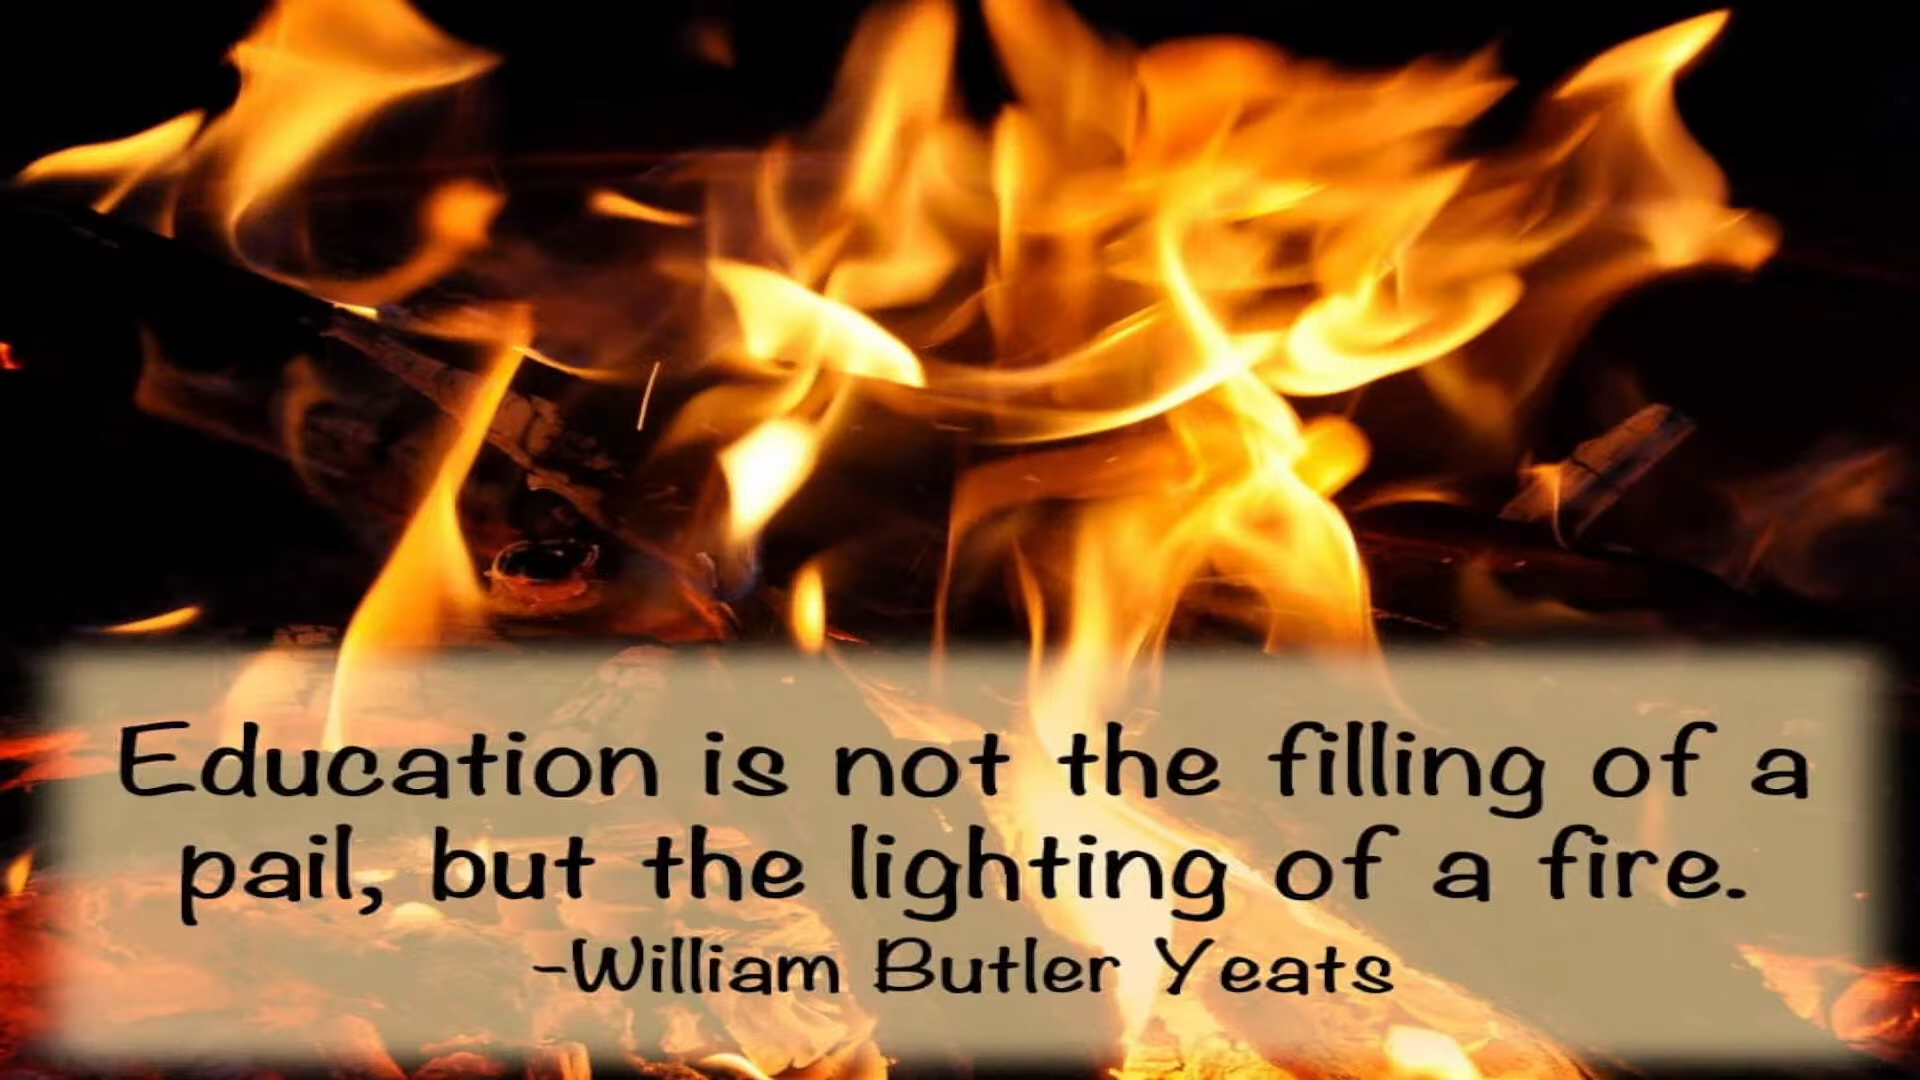 Education is not the filling of a
pail, but the lighting of a fire.
-William Butler Yeats